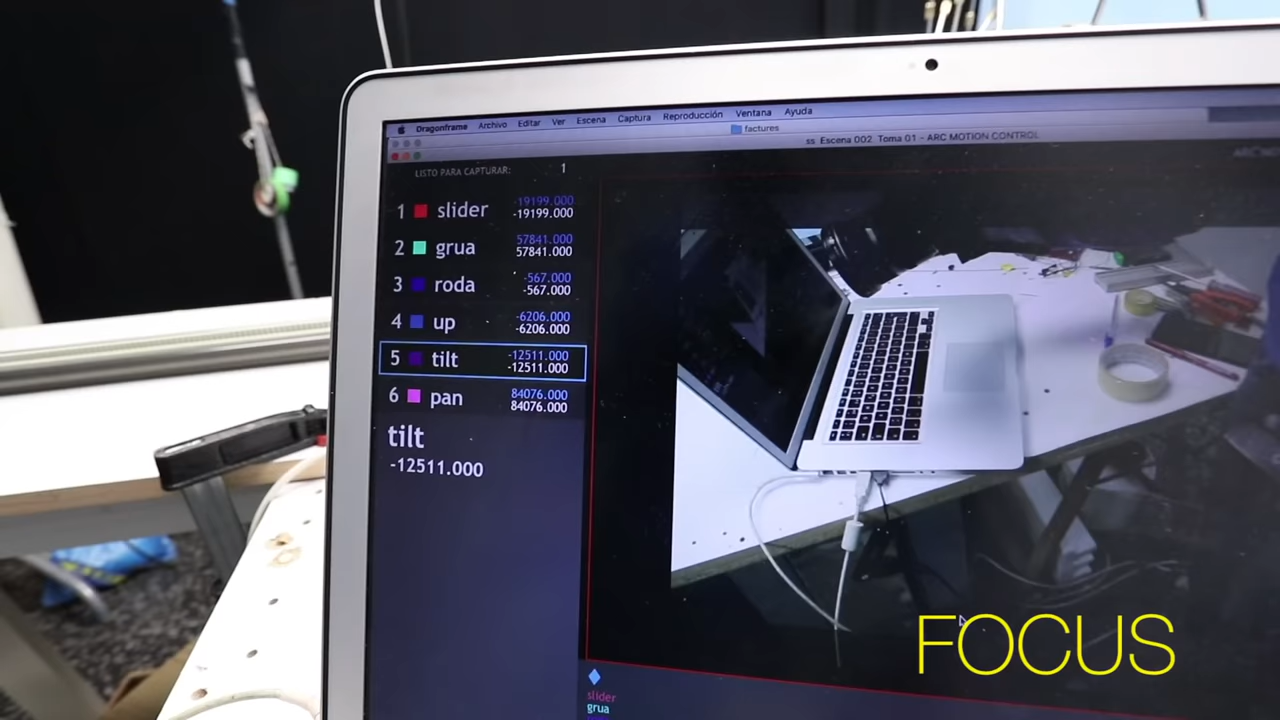 Dragonframe Archivo Editar Ver Escena Captura Reproducción Ventana Ayuda
factures
ss Escena 002 Toma 01 - ARC MOTION CONTROL
LISTO PARA CAPTURAR: 1
1 slider -19199.000
-19199.000
2 grua 57841.000
57841.000
3 roda -567.000
-567.000
4 up -6206.000
-6206.000
5 tilt -12511.000
-12511.000
6 pan 84076.000
84076.000
tilt
-12511.000
slider
grua
FOCUS